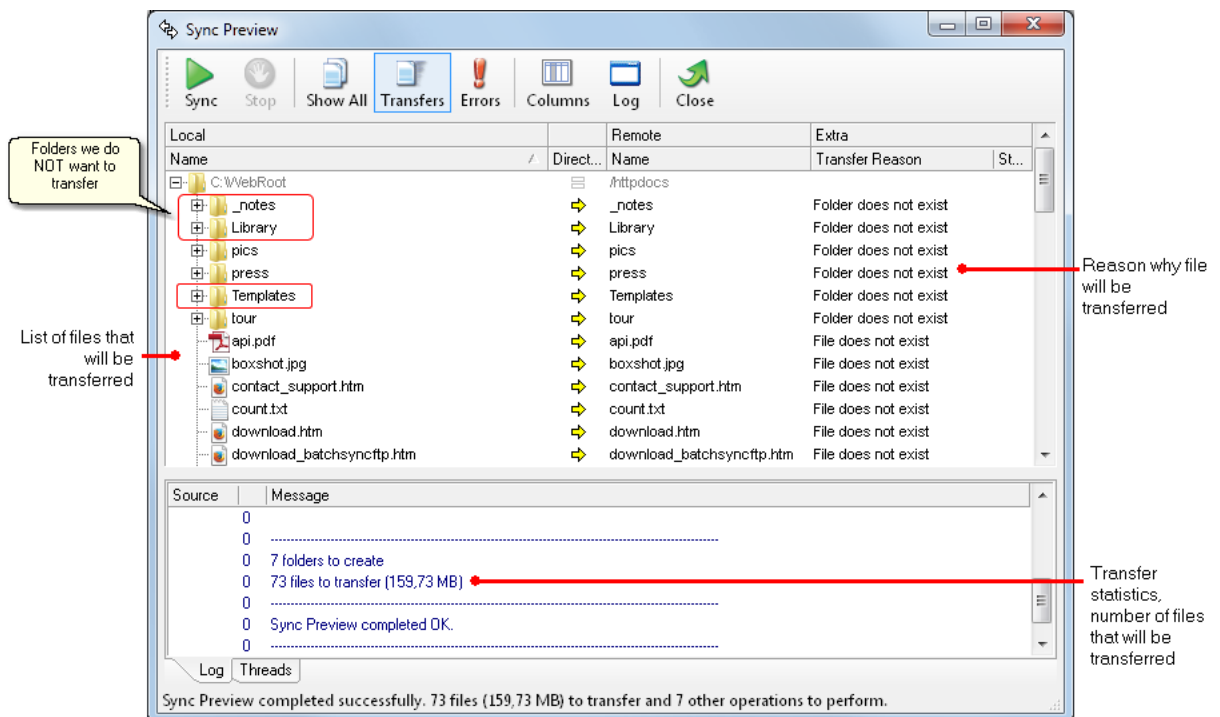 Sync Preview
Sync Stop Show All Transfers Errors Columns Log Close
Folders we do
NOT want to
transfer
Local Remote Extra
Name Direct... Name Transfer Reason St...
C:\WebRoot /httpdocs
_notes _notes Folder does not exist
Library Library Folder does not exist
pics pics Folder does not exist
press press Folder does not exist
Templates Templates Folder does not exist
tour tour Folder does not exist
api.pdf api.pdf File does not exist
boxshot.jpg boxshot.jpg File does not exist
contact_support.htm contact_support.htm File does not exist
count.txt count.txt File does not exist
download.htm download.htm File does not exist
download_batchsyncftp.htm download_batchsyncftp.htm File does not exist
Reason why file
will be
transferred
List of files that
will be
transferred
Source Message
0
0 ----------------------------------------------------------------
0 7 folders to create
0 73 files to transfer (159,73 MB)
0 ----------------------------------------------------------------
0 Sync Preview completed OK.
0 ----------------------------------------------------------------
Transfer
statistics,
number of files
that will be
transferred
Log Threads
Sync Preview completed successfully. 73 files (159,73 MB) to transfer and 7 other operations to perform.